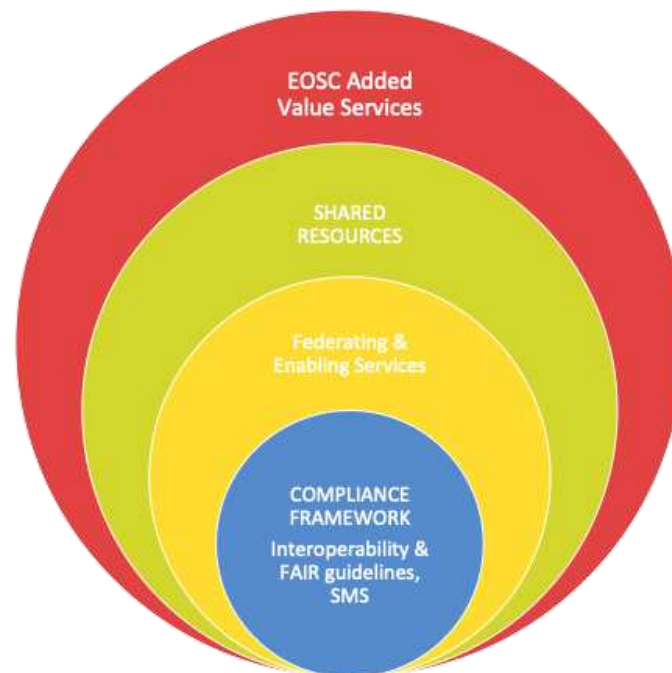 EOSC Added
Value Services
SHARED
RESOURCES
Federating &
Enabling Services
COMPLIANCE
FRAMEWORK
Interoperability &
FAIR guidelines,
SMS